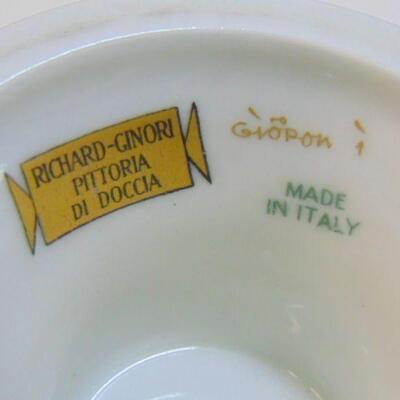 RICHARD-GINORI
PITTORIA
DI DOCCIA
MADE
IN ITALY